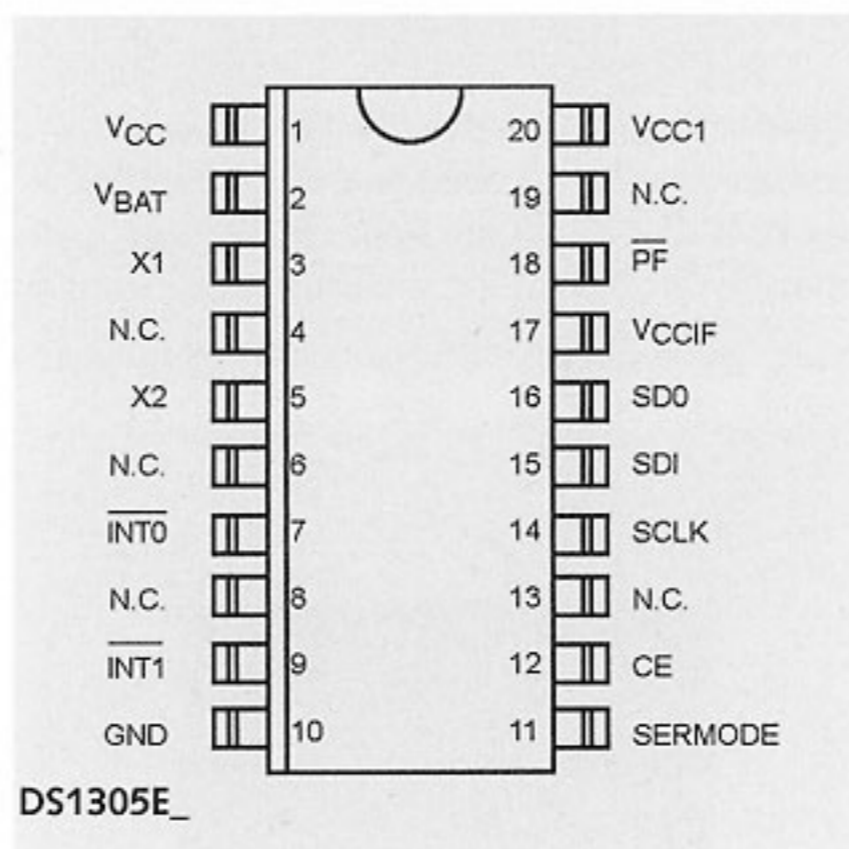 VCC 1 20 VCC1
VBAT 2 19 N.C.
X1 3 18 PF
N.C. 4 17 VCCIF
X2 5 16 SD0
N.C. 6 15 SDI
INT0 7 14 SCLK
N.C. 8 13 N.C.
INT1 9 12 CE
GND 10 11 SERMODE
DS1305E_